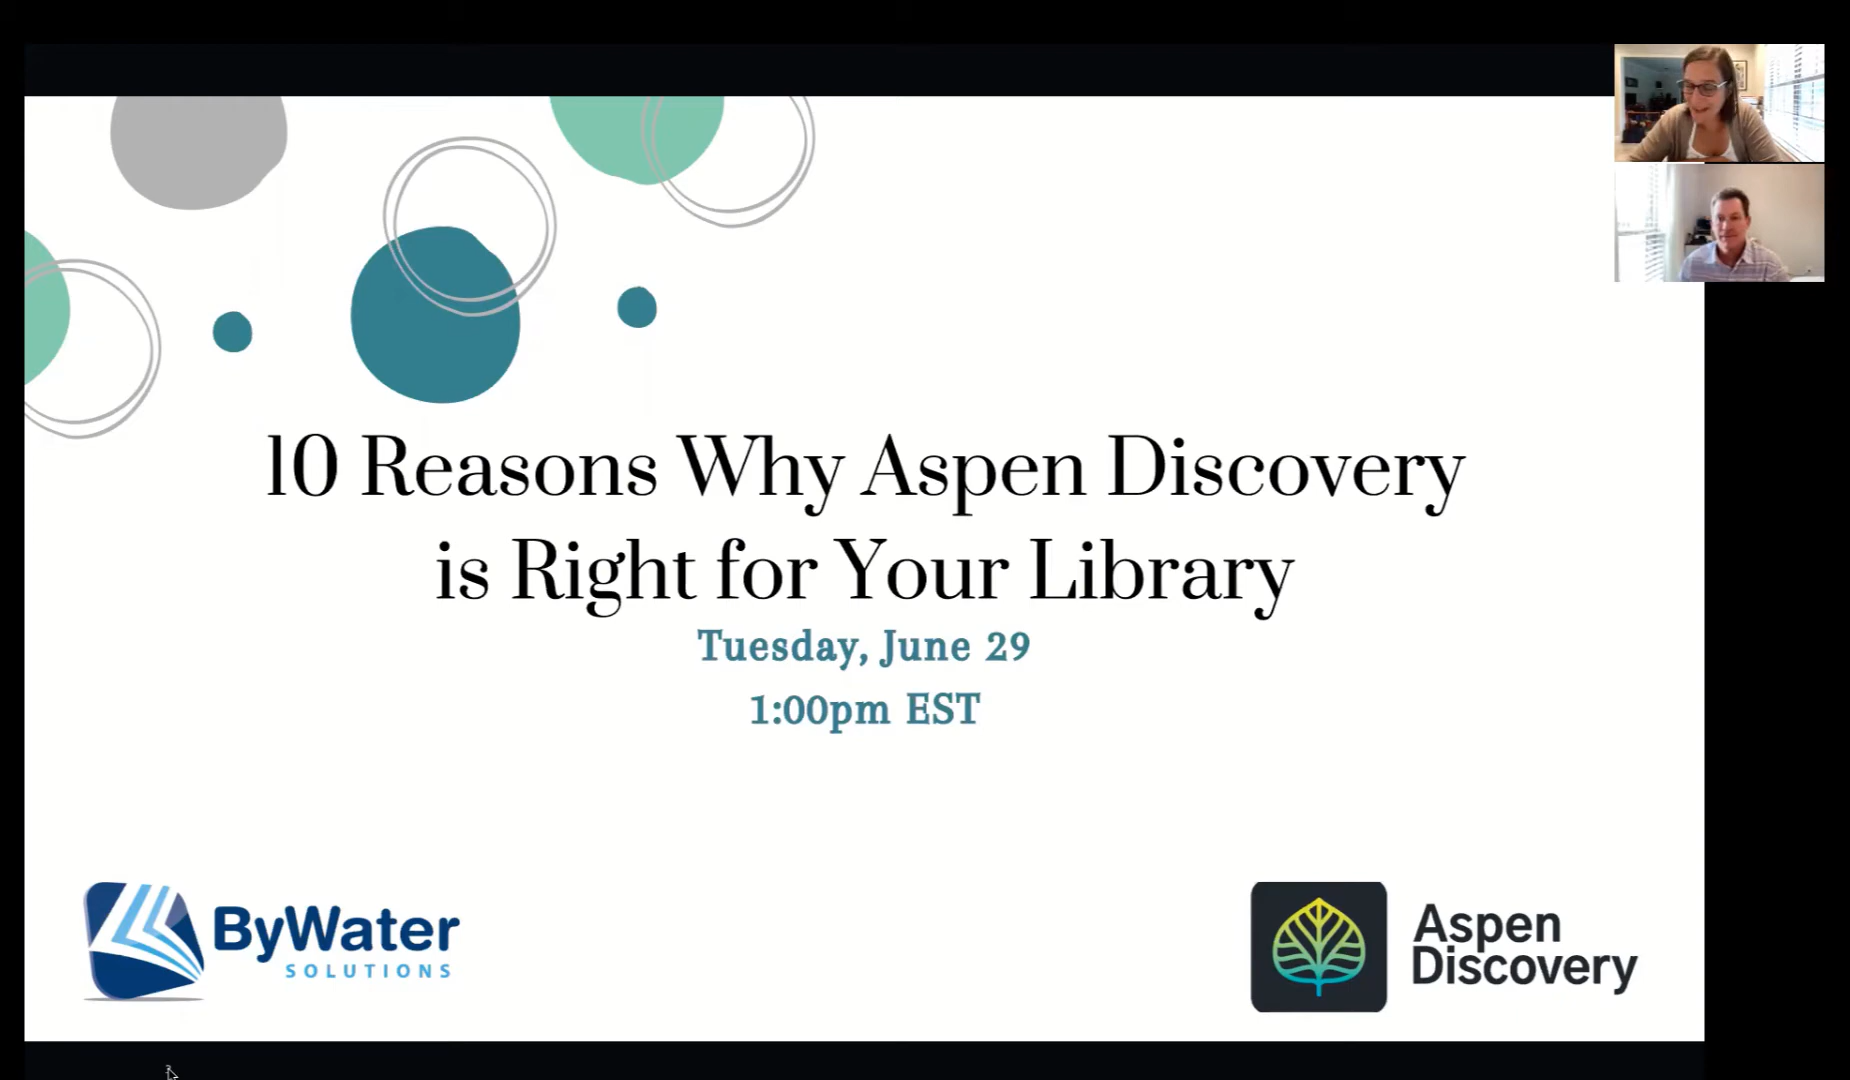 10 Reasons Why Aspen Discovery
is Right for Your Library
Tuesday, June 29
1:00pm EST
ByWater
SOLUTIONS
Aspen
Discovery